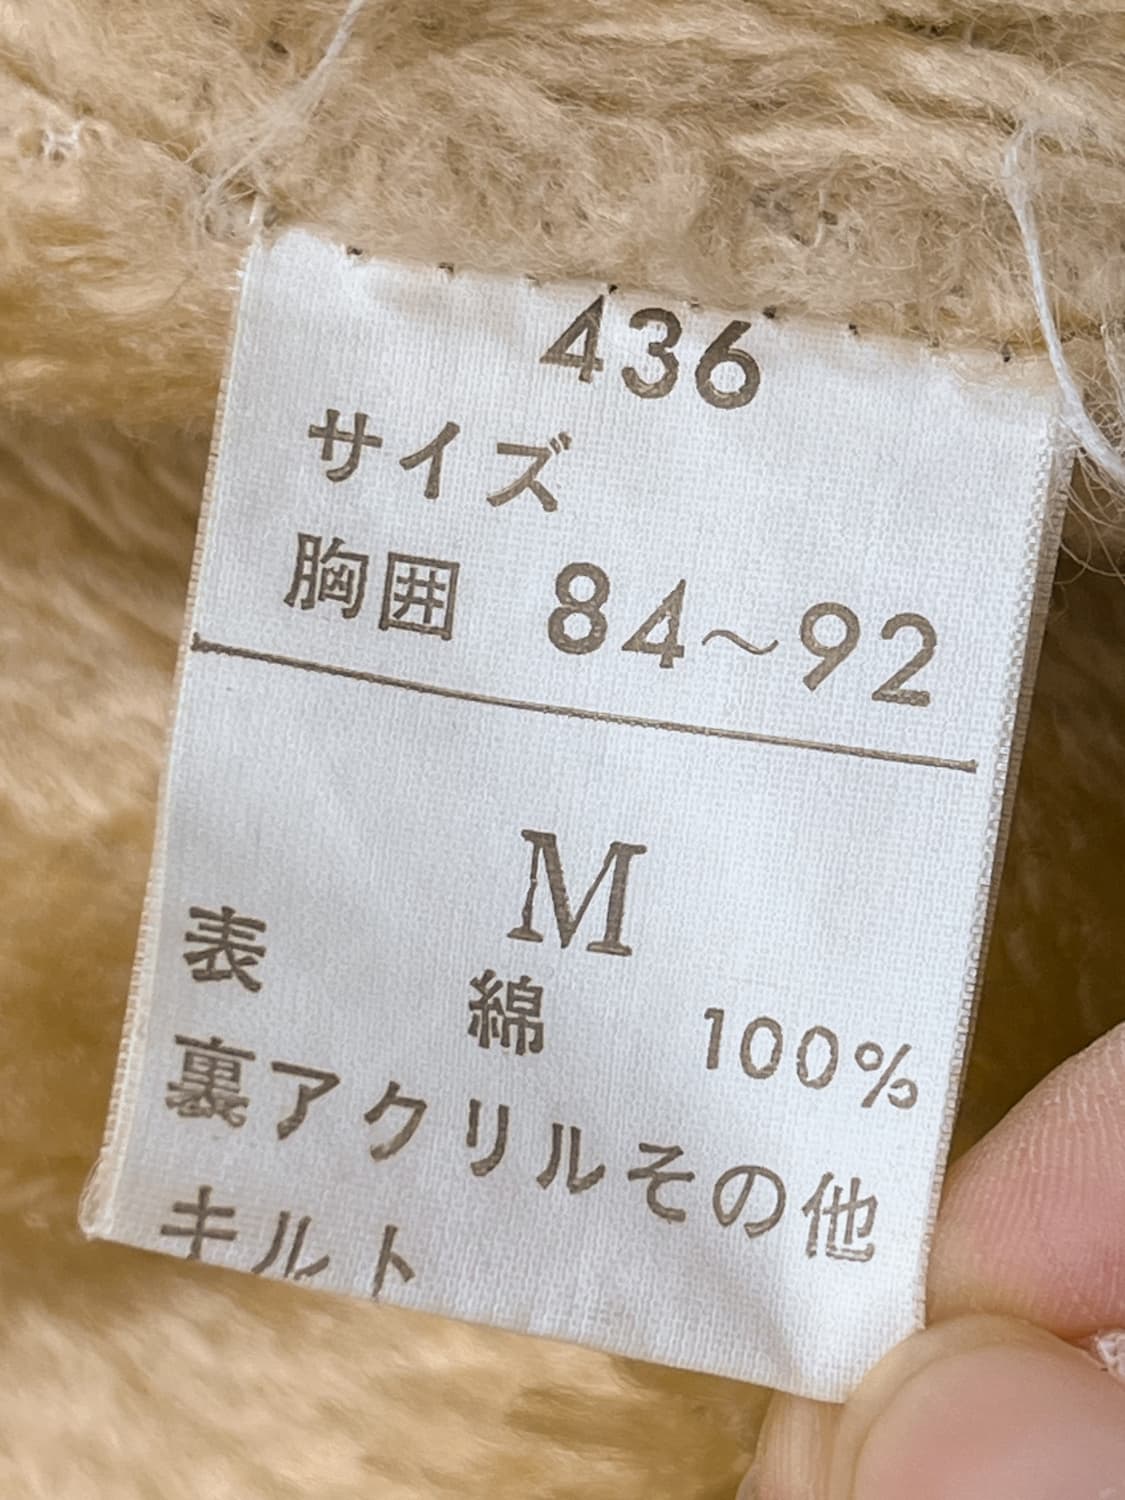 436
サイズ
胸囲 84~92
M
表 綿 100%
裏アクリルその他
キルト